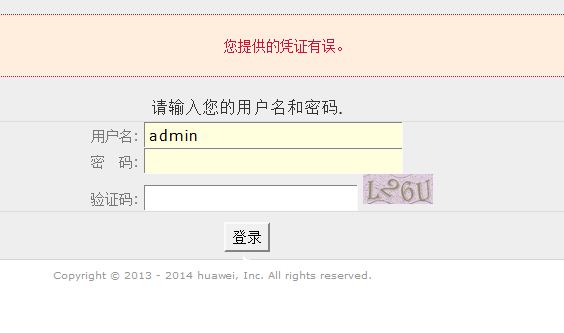 您提供的凭证有误。
请输入您的用户名和密码.
用户名: admin
密 码:
验证码: L26U
登录
Copyright © 2013 - 2014 huawei, Inc. All rights reserved.